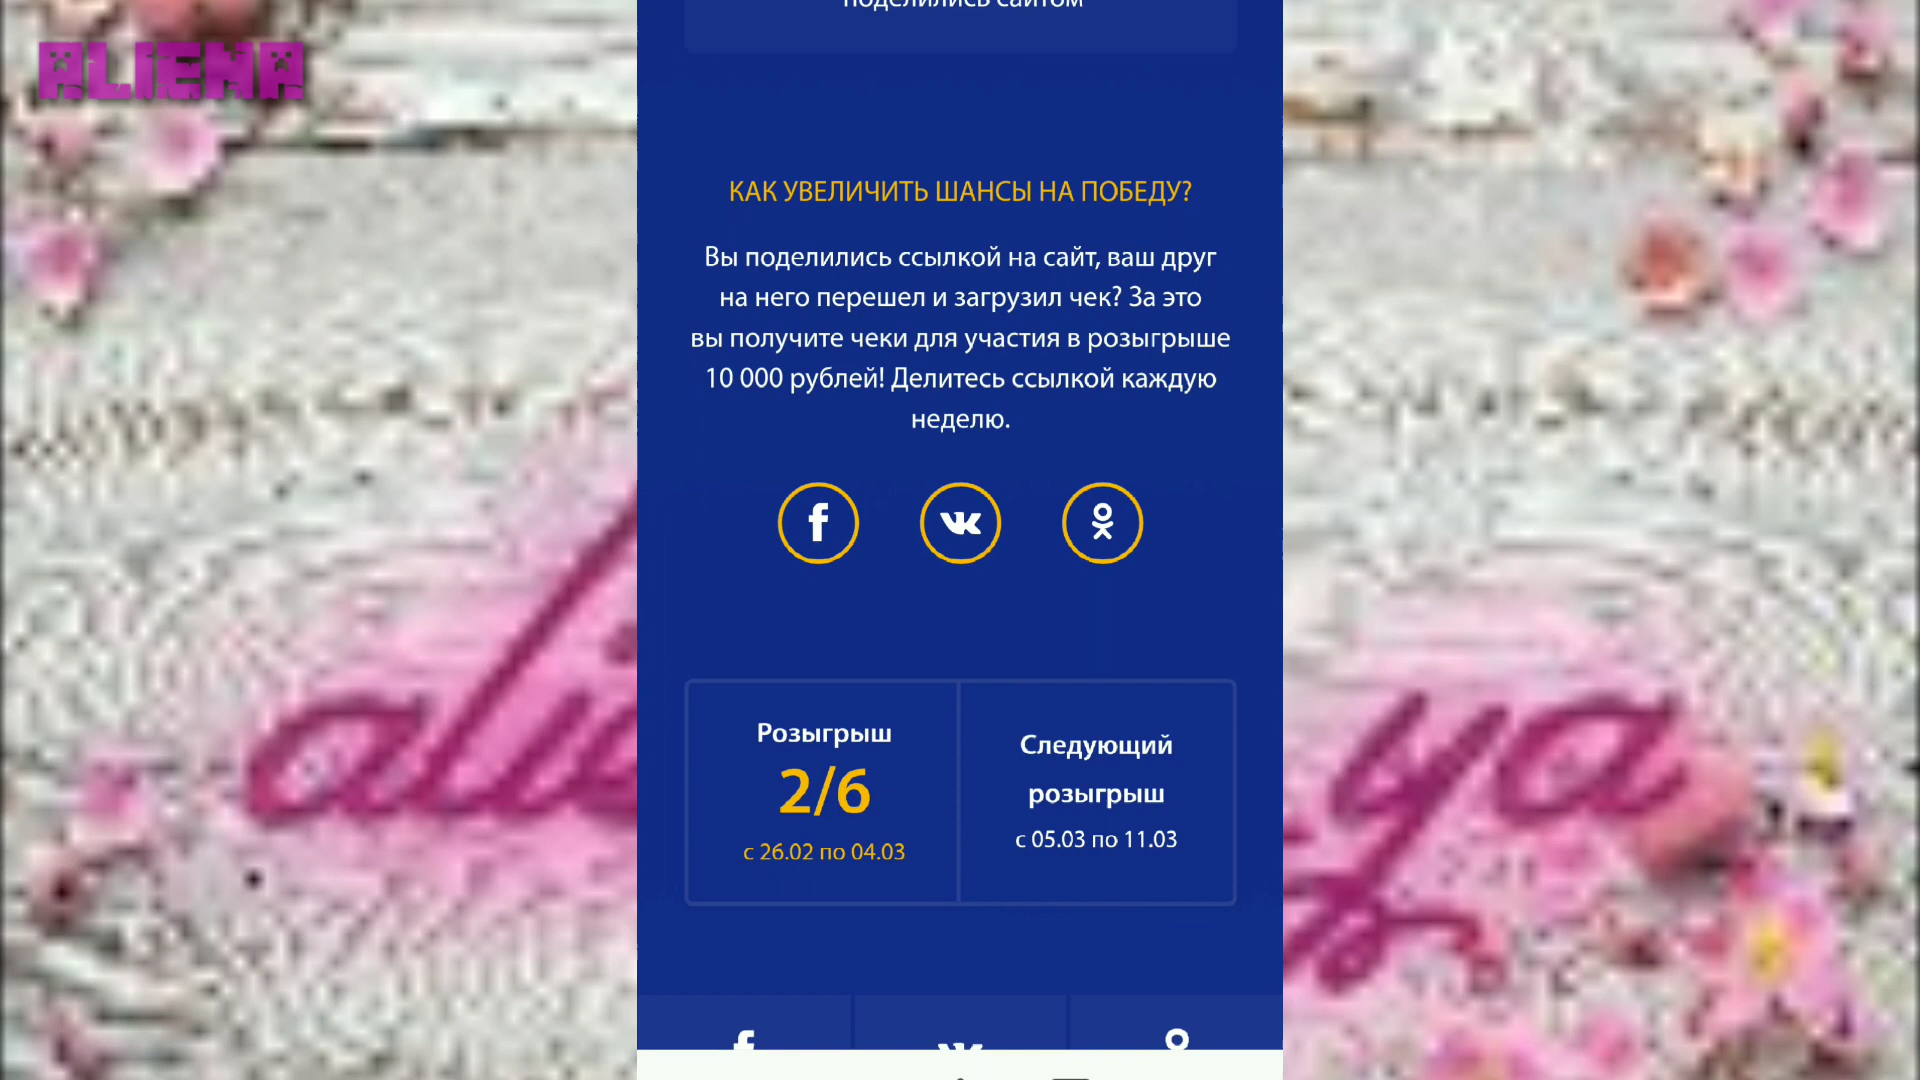 поделились сайтом
ALIENA
КАК УВЕЛИЧИТЬ ШАНСЫ НА ПОБЕДУ?
Вы поделились ссылкой на сайт, ваш друг
на него перешел и загрузил чек? За это
вы получите чеки для участия в розыгрыше
10 000 рублей! Делитесь ссылкой каждую
неделю.
Розыгрыш
2/6
с 26.02 по 04.03
Следующий
розыгрыш
с 05.03 по 11.03